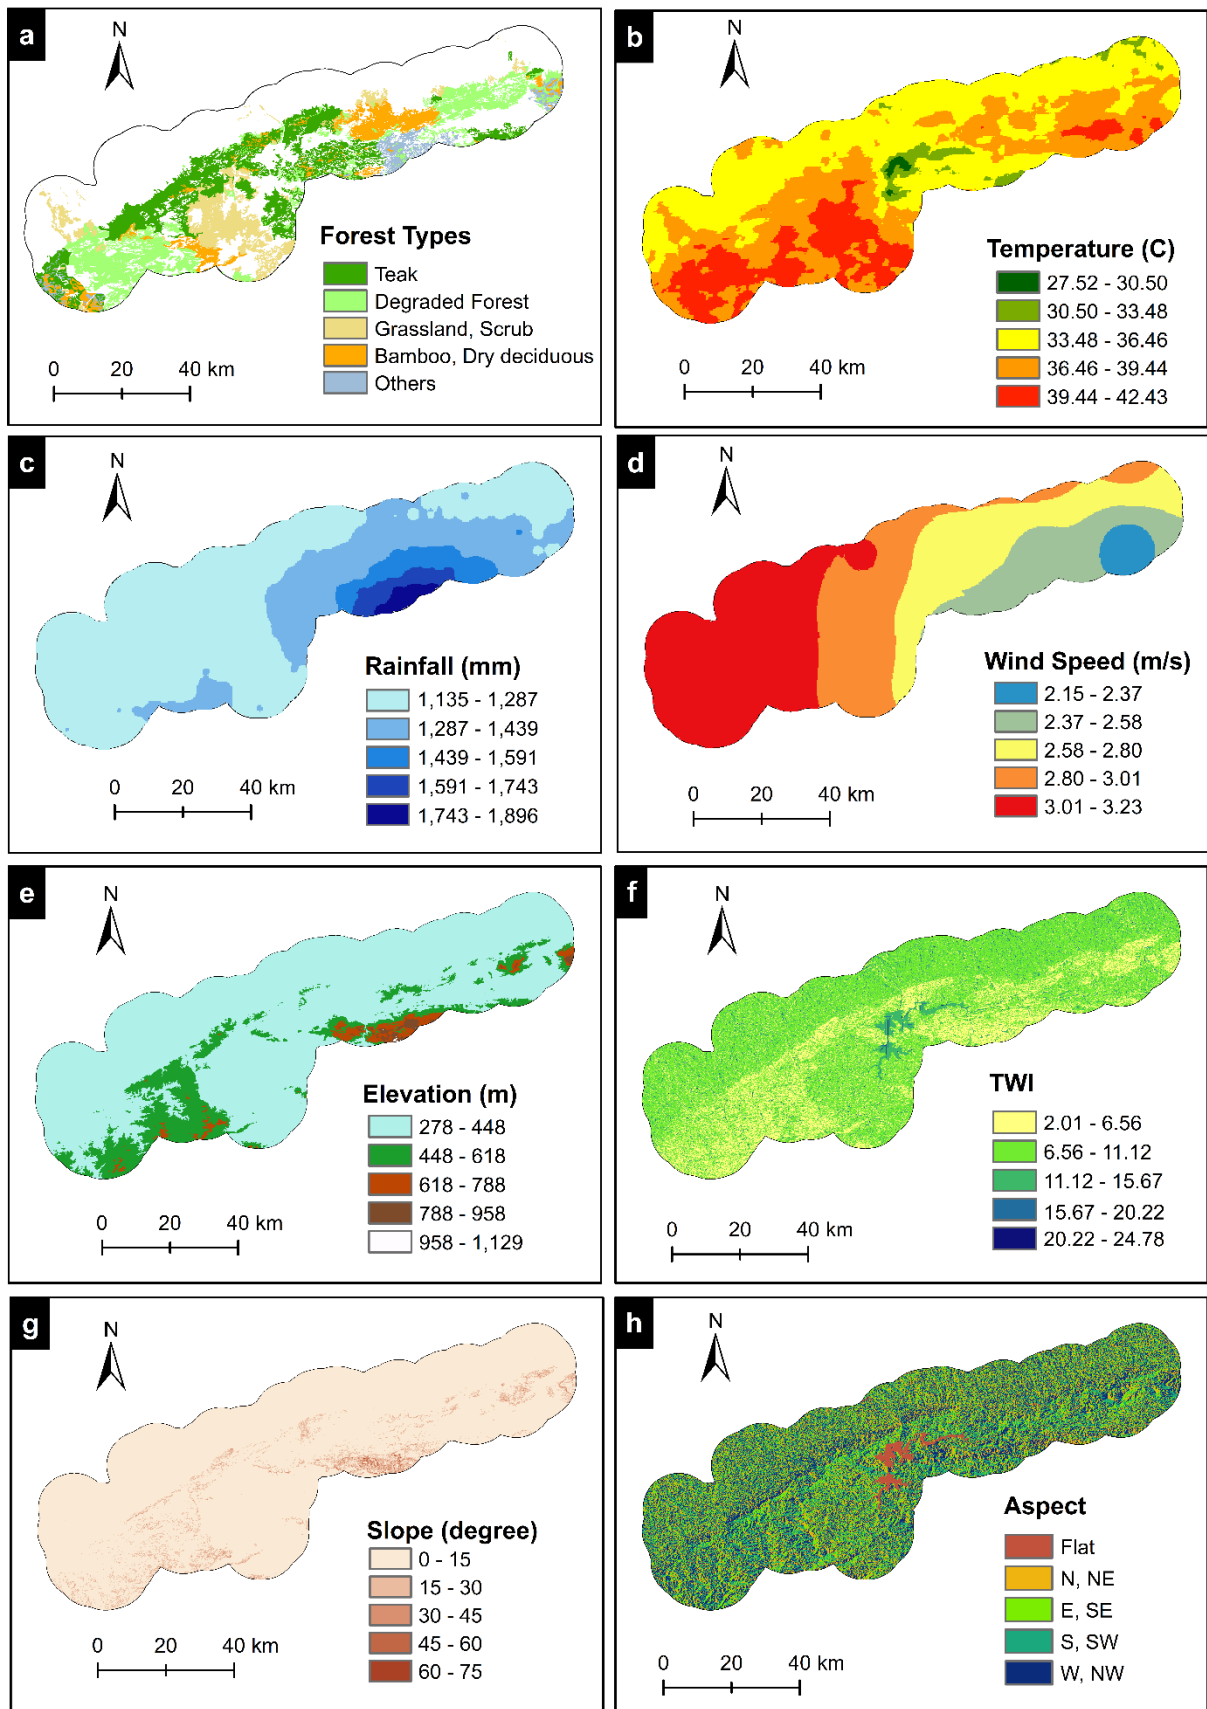 a
N
Forest Types
Teak
Degraded Forest
Grassland, Scrub
Bamboo, Dry deciduous
Others
0 20 40 km
b
N
Temperature (C)
27.52 - 30.50
30.50 - 33.48
33.48 - 36.46
36.46 - 39.44
39.44 - 42.43
0 20 40 km
c
N
Rainfall (mm)
1,135 - 1,287
1,287 - 1,439
1,439 - 1,591
1,591 - 1,743
1,743 - 1,896
0 20 40 km
d
N
Wind Speed (m/s)
2.15 - 2.37
2.37 - 2.58
2.58 - 2.80
2.80 - 3.01
3.01 - 3.23
0 20 40 km
e
N
Elevation (m)
278 - 448
448 - 618
618 - 788
788 - 958
958 - 1,129
0 20 40 km
f
N
TWI
2.01 - 6.56
6.56 - 11.12
11.12 - 15.67
15.67 - 20.22
20.22 - 24.78
0 20 40 km
g
N
Slope (degree)
0 - 15
15 - 30
30 - 45
45 - 60
60 - 75
0 20 40 km
h
N
Aspect
Flat
N, NE
E, SE
S, SW
W, NW
0 20 40 km